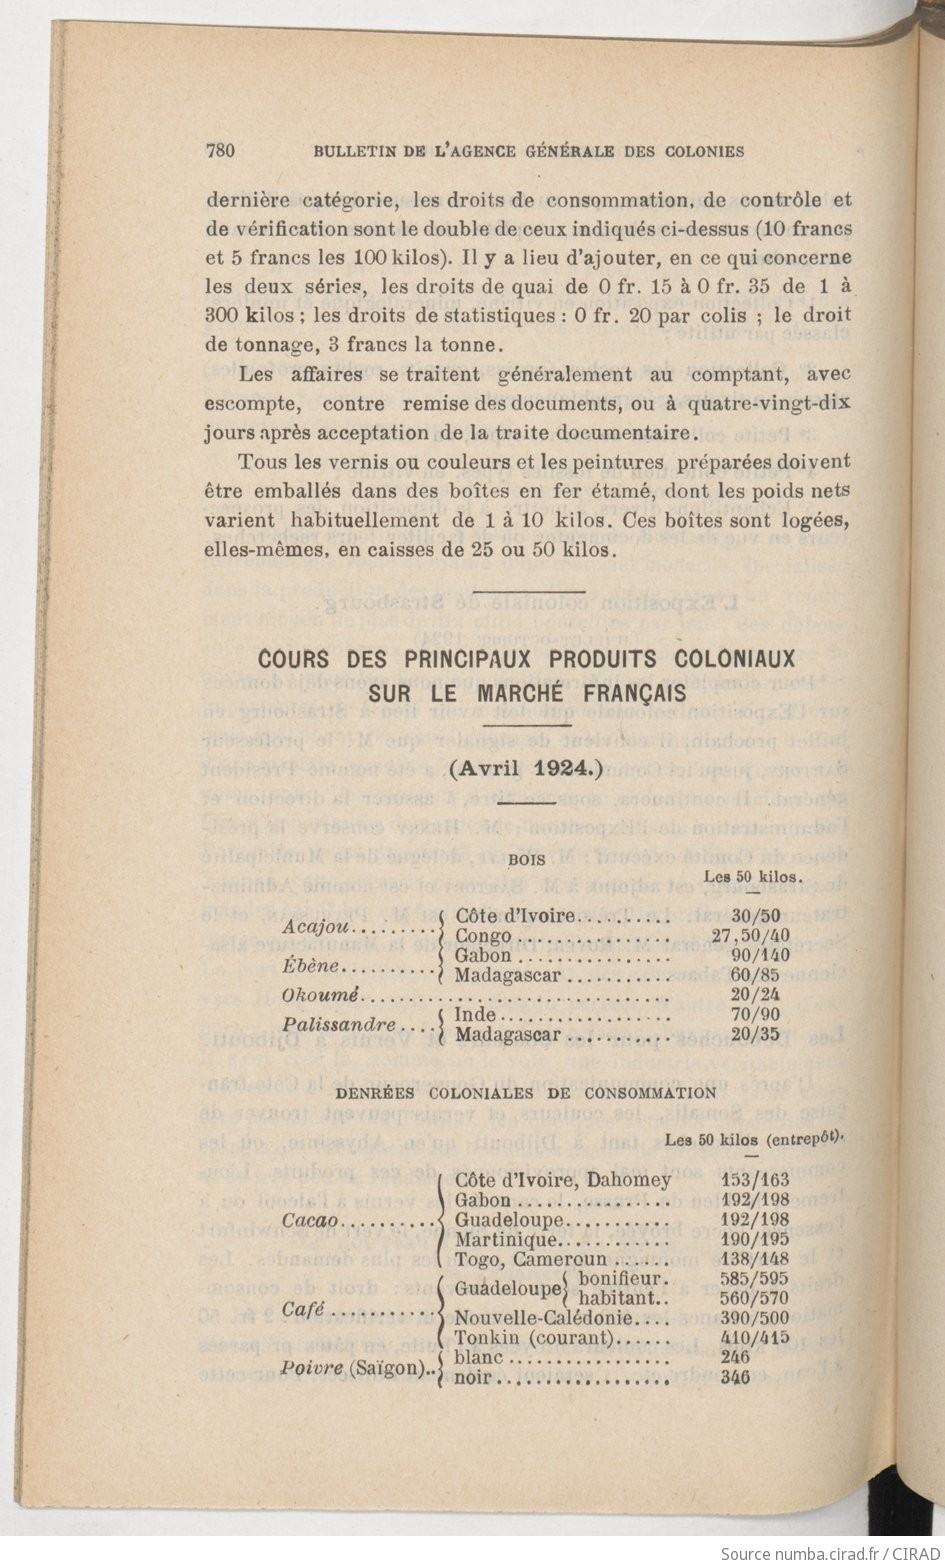 780 BULLETIN DE L'AGENCE GÉNÉRALE DES COLONIES
dernière catégorie, les droits de consommation, de contrôle et
de vérification sont le double de ceux indiqués ci-dessus (10 francs
et 5 francs les 100 kilos). Il y a lieu d'ajouter, en ce qui concerne
les deux séries, les droits de quai de 0 fr. 15 à 0 fr. 35 de 1 à
300 kilos ; les droits de statistiques : 0 fr. 20 par colis ; le droit
de tonnage, 3 francs la tonne.
Les affaires se traitent généralement au comptant, avec
escompte, contre remise des documents, ou à quatre-vingt-dix
jours après acceptation de la traite documentaire.
Tous les vernis ou couleurs et les peintures préparées doivent
être emballés dans des boîtes en fer étamé, dont les poids nets
varient habituellement de 1 à 10 kilos. Ces boîtes sont logées,
elles-mêmes, en caisses de 25 ou 50 kilos.
COURS DES PRINCIPAUX PRODUITS COLONIAUX
SUR LE MARCHÉ FRANÇAIS
(Avril 1924.)
BOIS
Les 50 kilos.
Acajou......... { Côte d'Ivoire.......... 30/50
Congo................. 27,50/40
Ébène.......... { Gabon ................ 90/140
Madagascar ........... 60/85
Okoumé................................. 20/24
Palissandre .... { Inde .................. 70/90
Madagascar ........... 20/35
DENRÉES COLONIALES DE CONSOMMATION
Les 50 kilos (entrepôt).
Cacao.......... { Côte d'Ivoire, Dahomey 153/163
Gabon ................ 192/198
Guadeloupe........... 192/198
Martinique............ 190/195
Togo, Cameroun ...... 138/148
Café ........... { Guadeloupe { bonifieur. 585/595
habitant.. 560/570
Nouvelle-Calédonie.... 390/500
Tonkin (courant)...... 410/415
Poivre (Saïgon).. { blanc ................. 246
noir................... 346
Source numba.cirad.fr / CIRAD